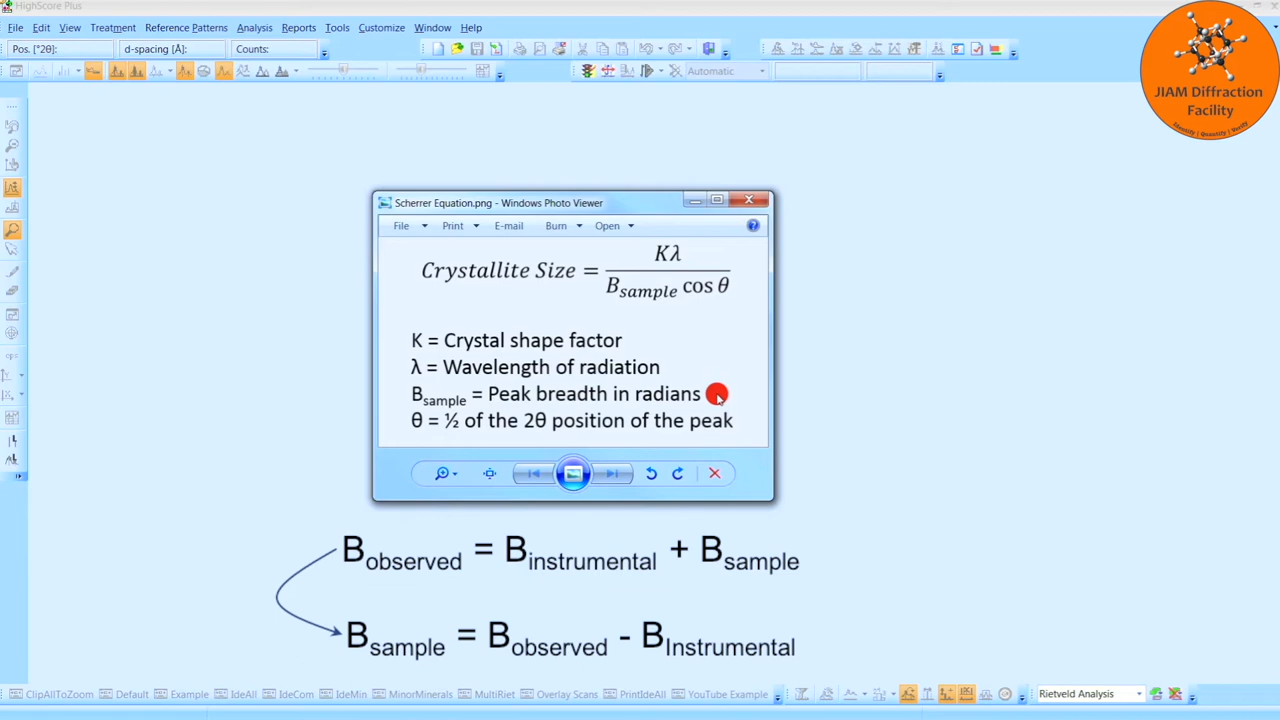 HighScore Plus
File Edit View Treatment Reference Patterns Analysis Reports Tools Customize Window Help
Pos. [°2θ]: d-spacing [Å]: Counts:
Automatic
JIAM Diffraction
Facility
Identify | Quantify | Verify
Scherrer Equation.png - Windows Photo Viewer
File Print E-mail Burn Open
Crystallite Size = Kλ / B_sample cos θ
K = Crystal shape factor
λ = Wavelength of radiation
B_sample = Peak breadth in radians
θ = ½ of the 2θ position of the peak
B_observed = B_instrumental + B_sample
B_sample = B_observed - B_Instrumental
ClipAllToZoom Default Example IdeAll IdeCom IdeMin MinorMinerals MultiRiet Overlay Scans PrintIdeAll YouTube Example Rietveld Analysis